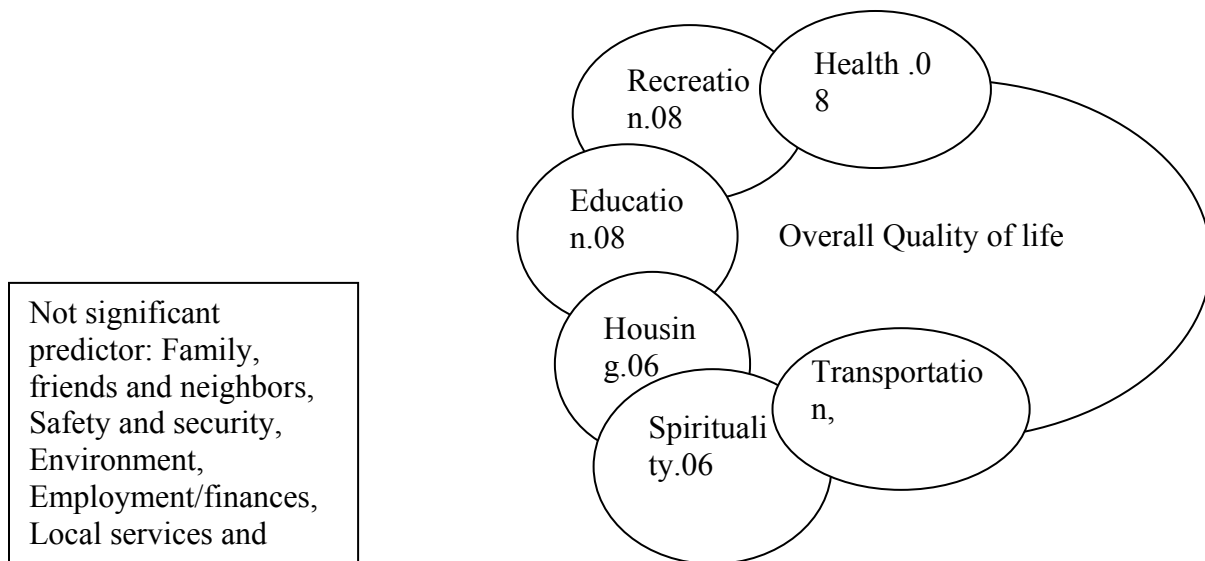 Recreatio
n.08
Health .0
8
Educatio
n.08
Overall Quality of life
Housin
g.06
Transportatio
n,
Spirituali
ty.06
Not significant
predictor: Family,
friends and neighbors,
Safety and security,
Environment,
Employment/finances,
Local services and